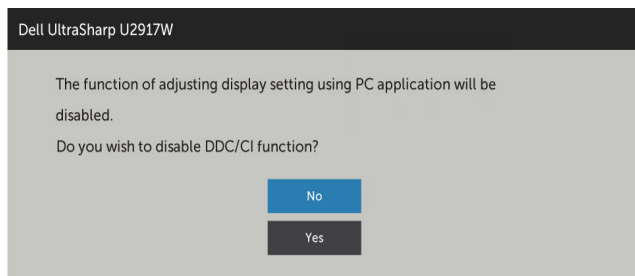 Dell UltraSharp U2917W
The function of adjusting display setting using PC application will be
disabled.
Do you wish to disable DDC/CI function?
No
Yes